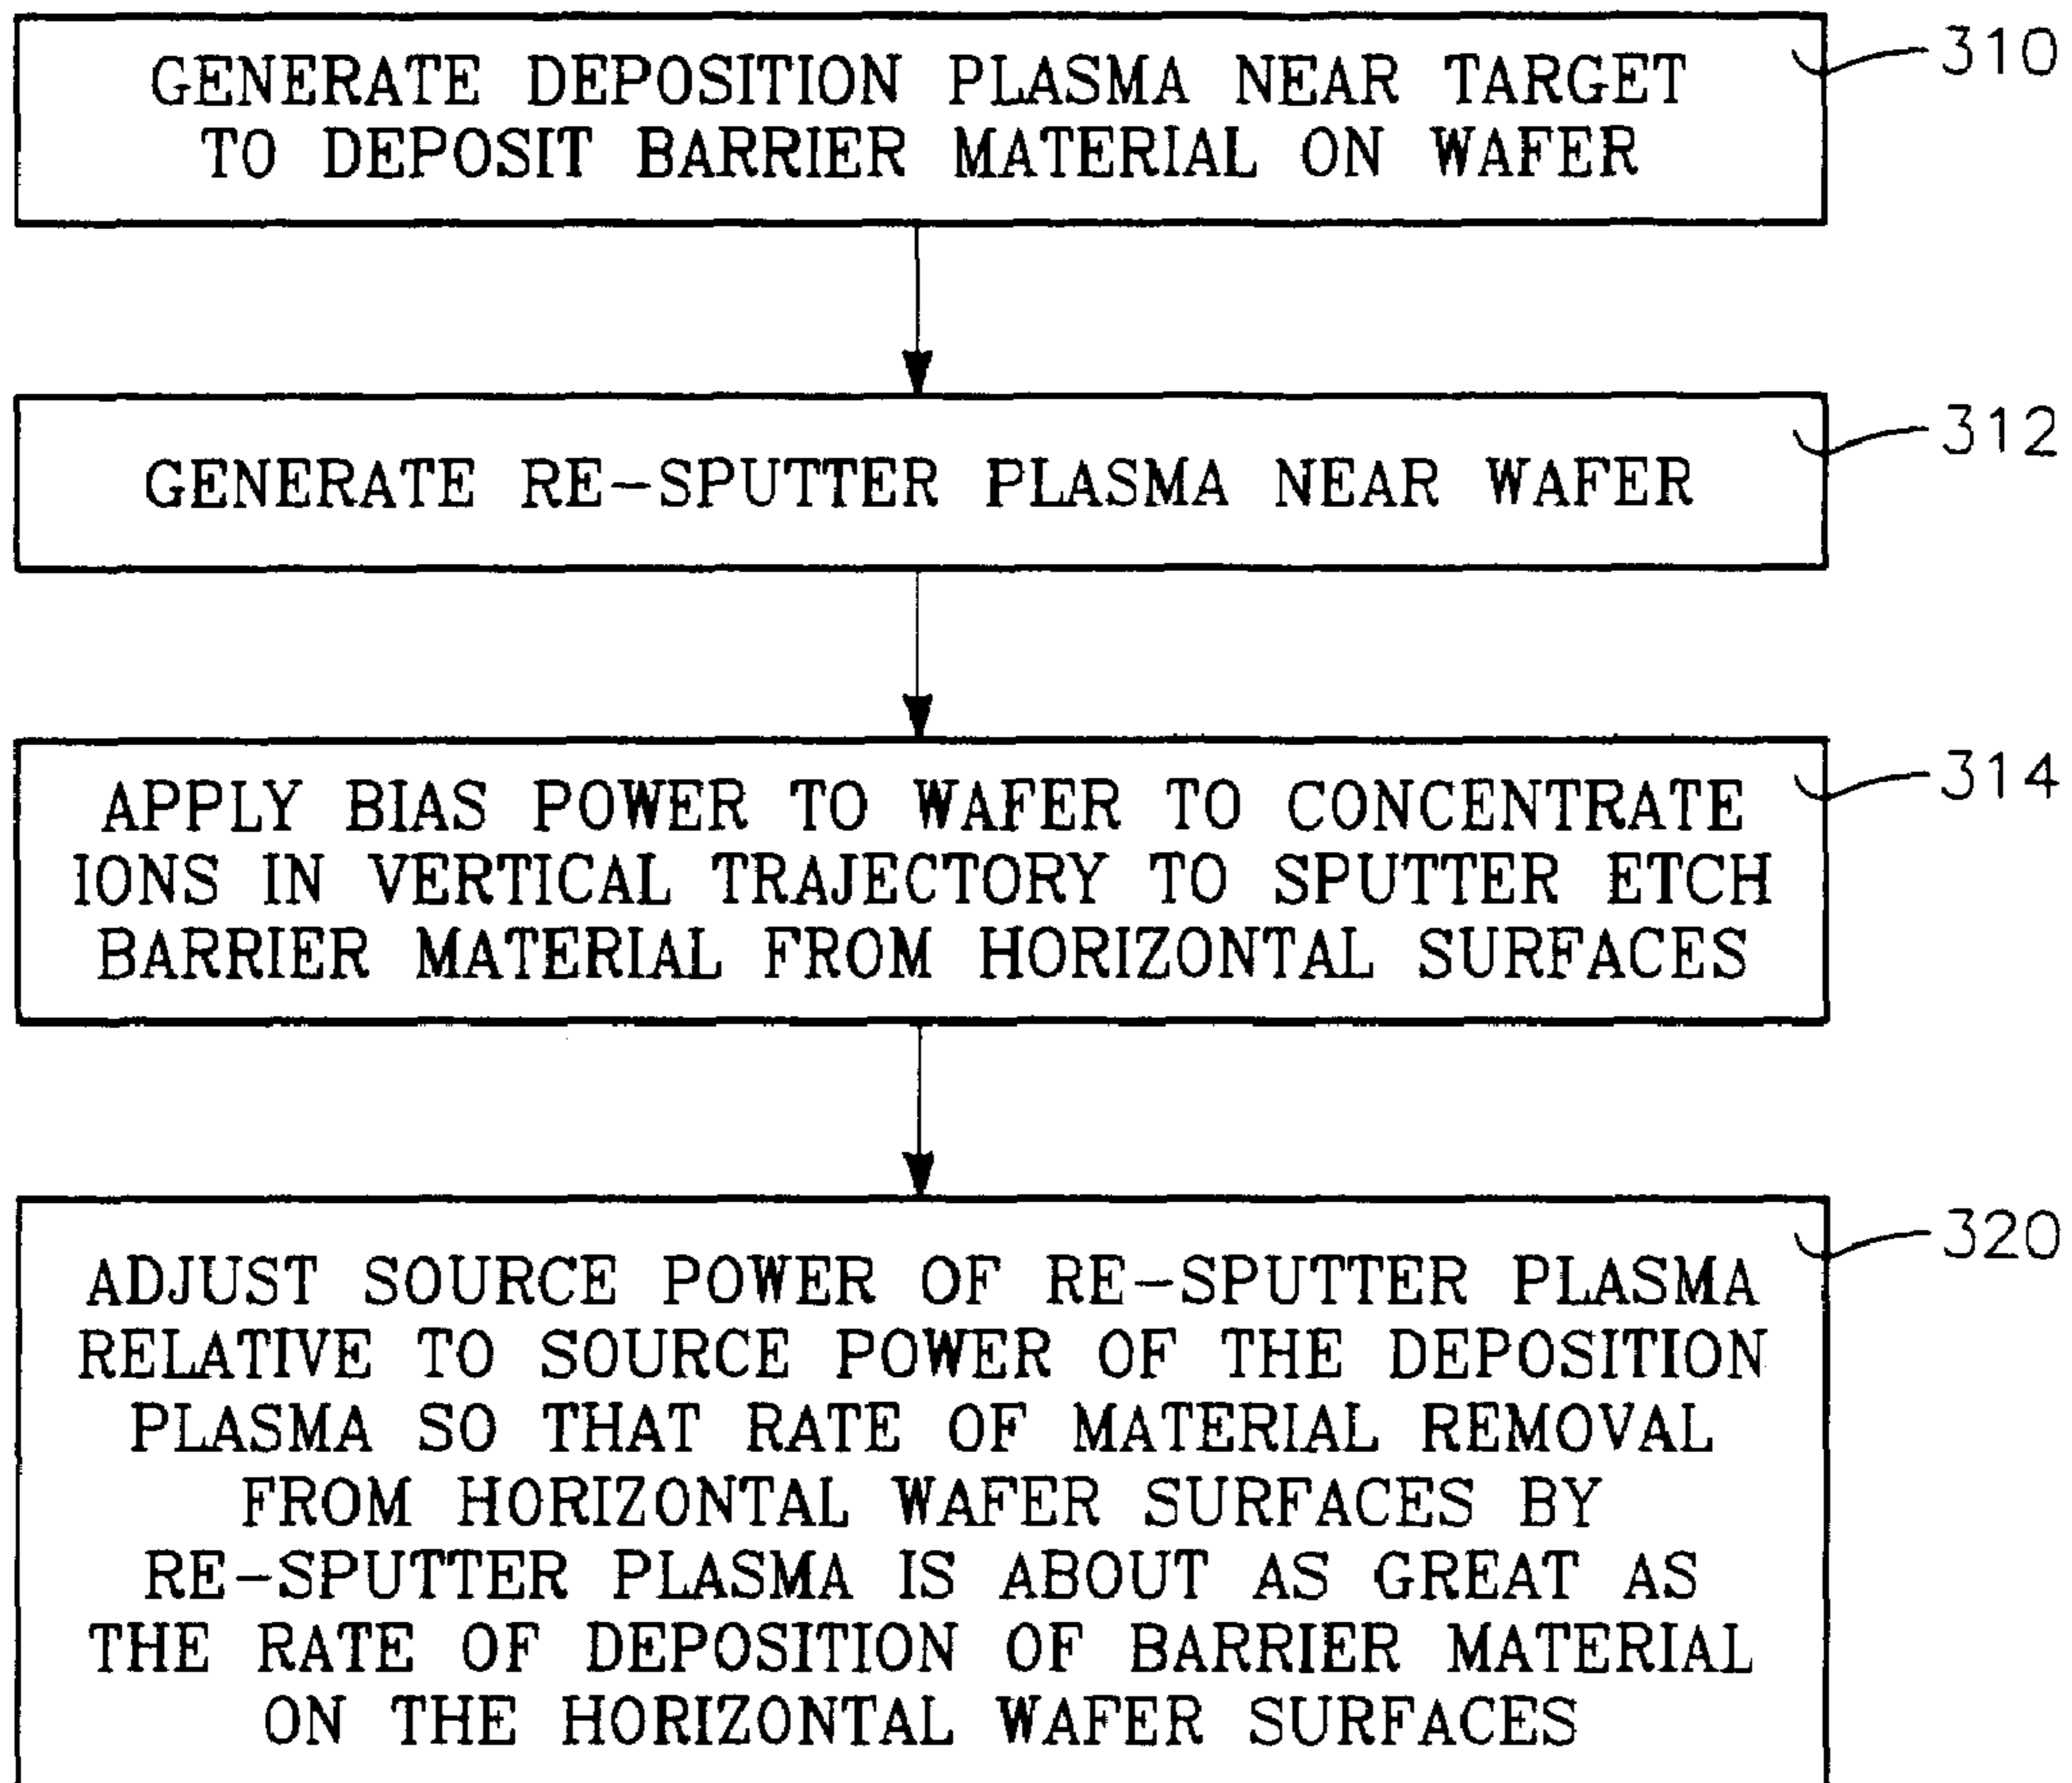 GENERATE DEPOSITION PLASMA NEAR TARGET
TO DEPOSIT BARRIER MATERIAL ON WAFER
310
GENERATE RE-SPUTTER PLASMA NEAR WAFER
312
APPLY BIAS POWER TO WAFER TO CONCENTRATE
IONS IN VERTICAL TRAJECTORY TO SPUTTER ETCH
BARRIER MATERIAL FROM HORIZONTAL SURFACES
314
ADJUST SOURCE POWER OF RE-SPUTTER PLASMA
RELATIVE TO SOURCE POWER OF THE DEPOSITION
PLASMA SO THAT RATE OF MATERIAL REMOVAL
FROM HORIZONTAL WAFER SURFACES BY
RE-SPUTTER PLASMA IS ABOUT AS GREAT AS
THE RATE OF DEPOSITION OF BARRIER MATERIAL
ON THE HORIZONTAL WAFER SURFACES
320